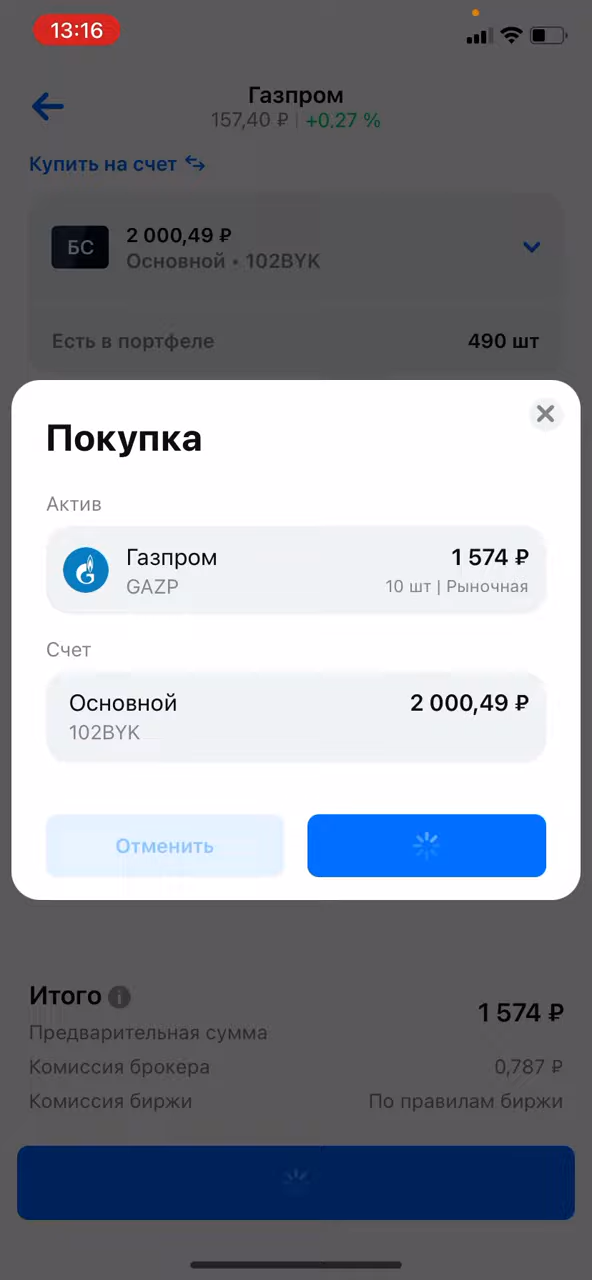 13:16
Газпром
157,40 ₽ | +0,27 %
Купить на счет
БС
2 000,49 ₽
Основной • 102BYK
Есть в портфеле
490 шт
Покупка
Актив
Газпром
1 574 ₽
GAZP
10 шт | Рыночная
Счет
Основной
2 000,49 ₽
102BYK
Отменить
Итого
1 574 ₽
Предварительная сумма
Комиссия брокера
0,787 ₽
Комиссия биржи
По правилам биржи